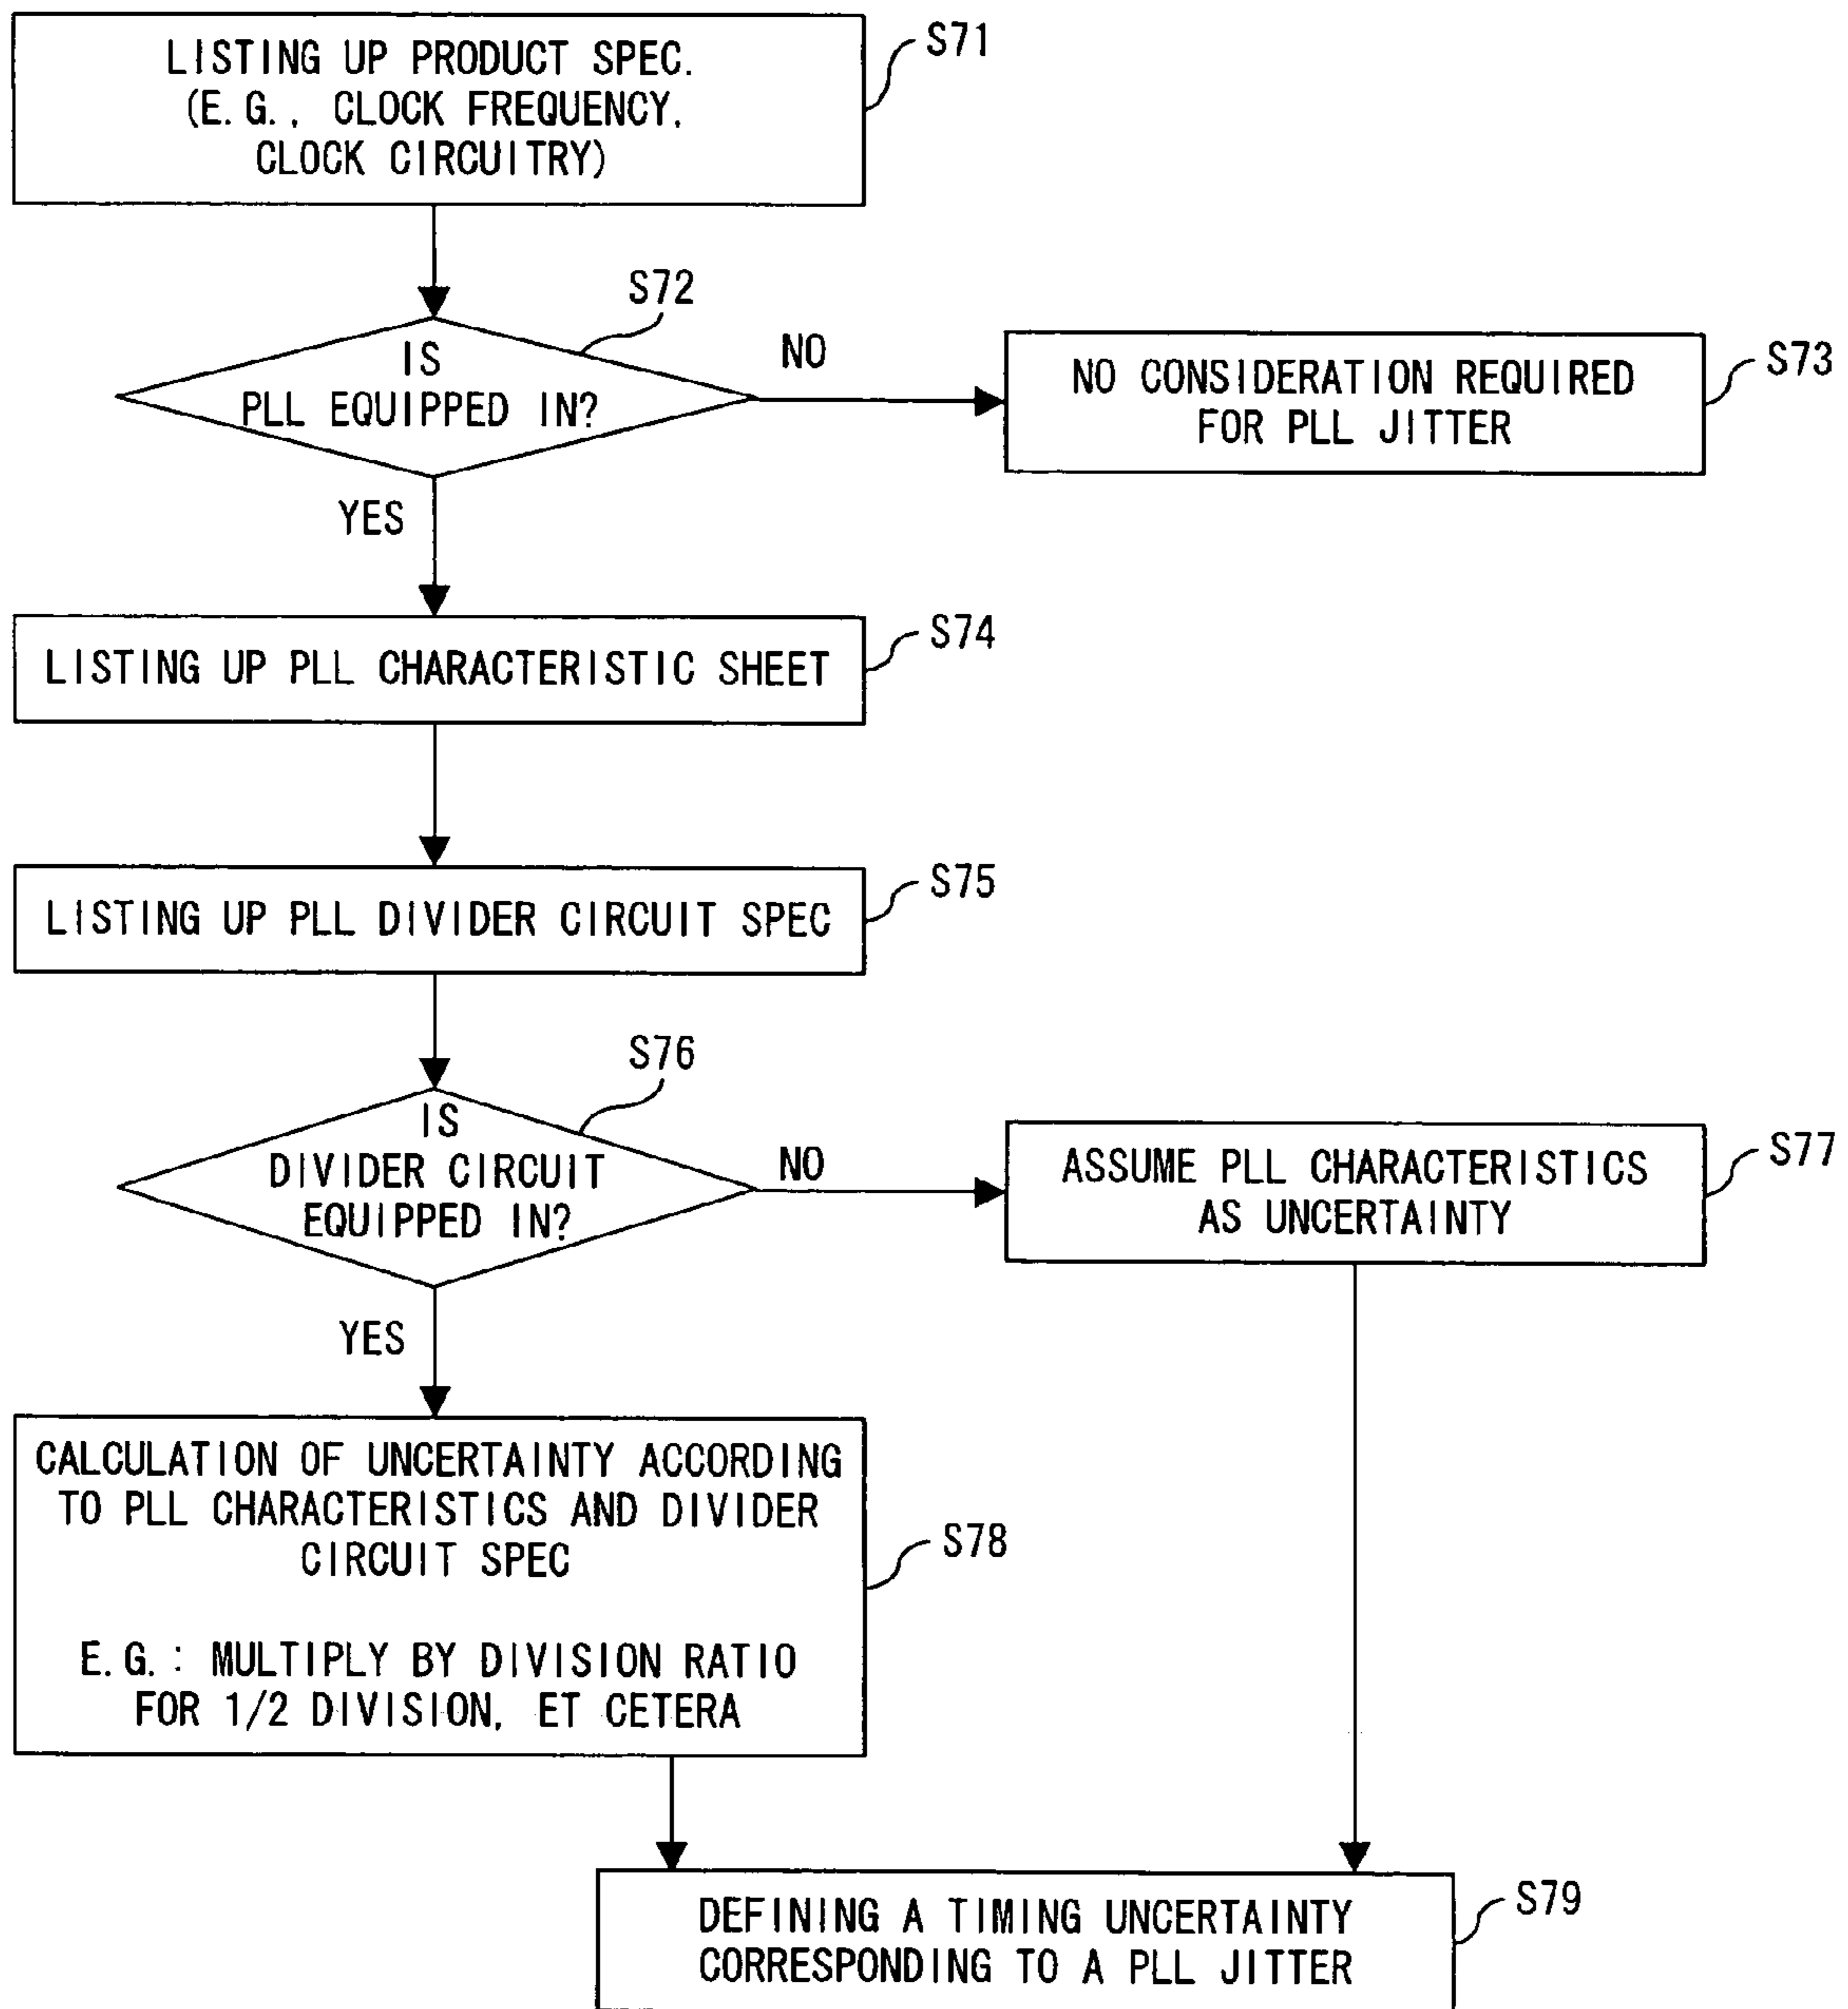 LISTING UP PRODUCT SPEC.
(E.G., CLOCK FREQUENCY,
CLOCK CIRCUITRY)
S71
S72
IS
PLL EQUIPPED IN?
NO
NO CONSIDERATION REQUIRED
FOR PLL JITTER
S73
YES
LISTING UP PLL CHARACTERISTIC SHEET
S74
LISTING UP PLL DIVIDER CIRCUIT SPEC
S75
S76
IS
DIVIDER CIRCUIT
EQUIPPED IN?
NO
ASSUME PLL CHARACTERISTICS
AS UNCERTAINTY
S77
YES
CALCULATION OF UNCERTAINTY ACCORDING
TO PLL CHARACTERISTICS AND DIVIDER
CIRCUIT SPEC
E.G.: MULTIPLY BY DIVISION RATIO
FOR 1/2 DIVISION, ET CETERA
S78
DEFINING A TIMING UNCERTAINTY
CORRESPONDING TO A PLL JITTER
S79